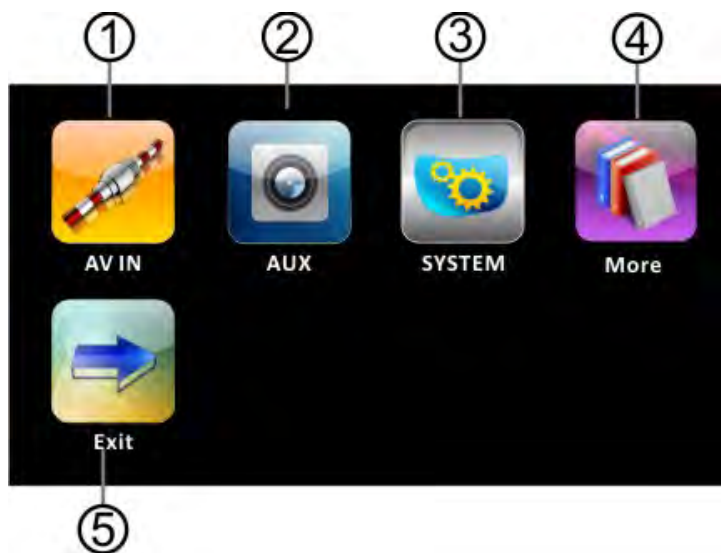 ① ② ③ ④
AV IN AUX SYSTEM More
Exit
⑤